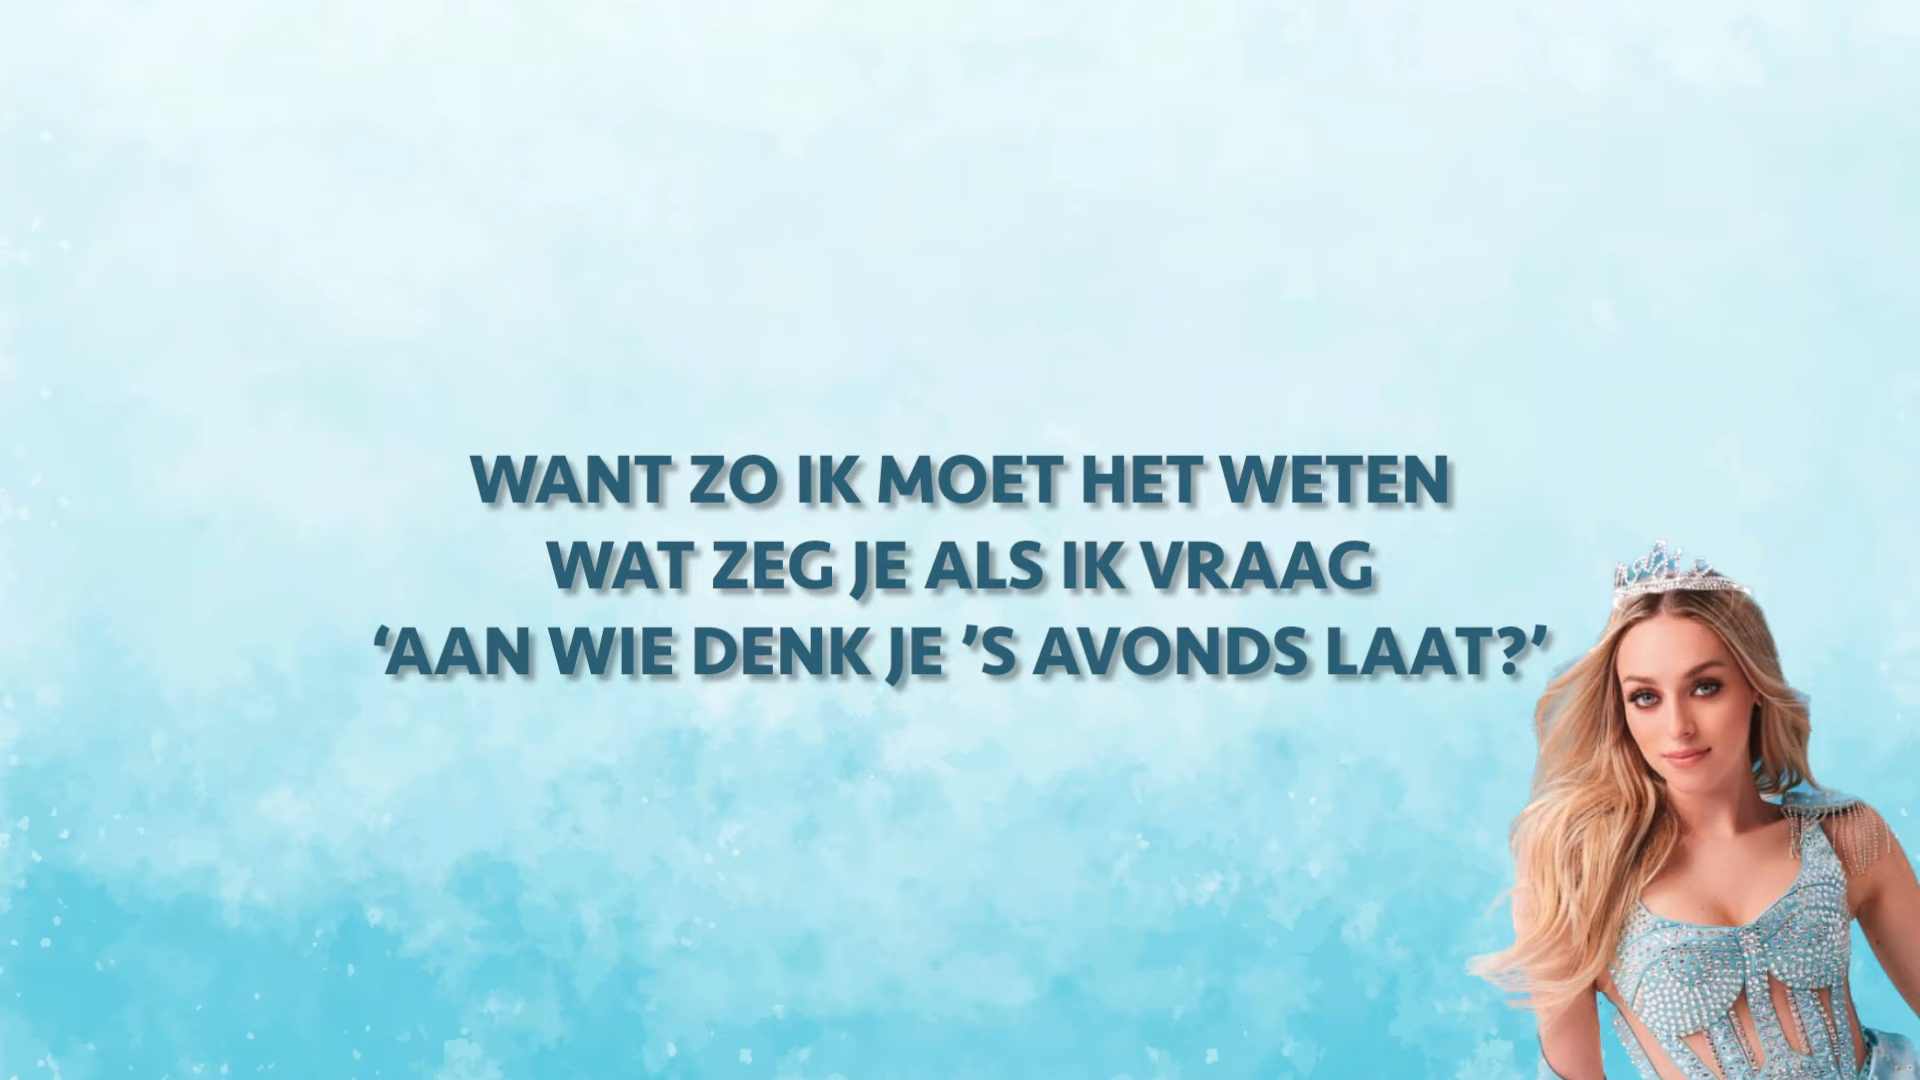 WANT ZO IK MOET HET WETEN
WAT ZEG JE ALS IK VRAAG
‘AAN WIE DENK JE ’S AVONDS LAAT?’